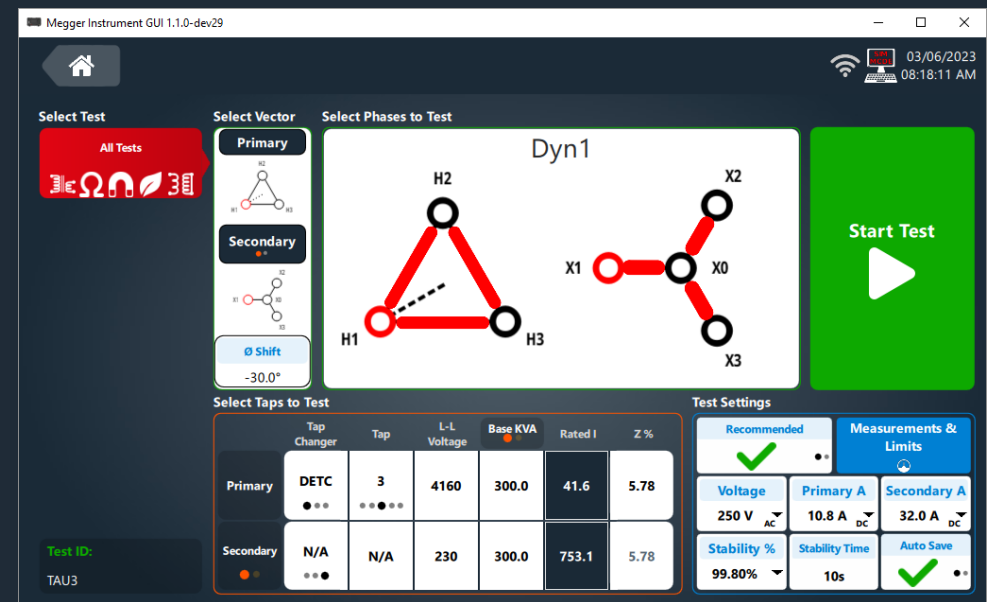 Megger Instrument GUI 1.1.0-dev29
03/06/2023
08:18:11 AM
Select Test
Select Vector
Select Phases to Test
All Tests
Primary
H2
H1
H3
Secondary
X2
X1
X0
X3
Ø Shift
-30.0°
Dyn1
H2
H1
H3
X2
X1
X0
X3
Start Test
Select Taps to Test
Tap Changer
Tap
L-L Voltage
Base KVA
Rated I
Z %
Primary
DETC
3
4160
300.0
41.6
5.78
Secondary
N/A
N/A
230
300.0
753.1
5.78
Test Settings
Recommended
Measurements &
Limits
Voltage
Primary A
Secondary A
250 V AC
10.8 A DC
32.0 A DC
Stability %
Stability Time
Auto Save
99.80%
10s
Test ID:
TAU3